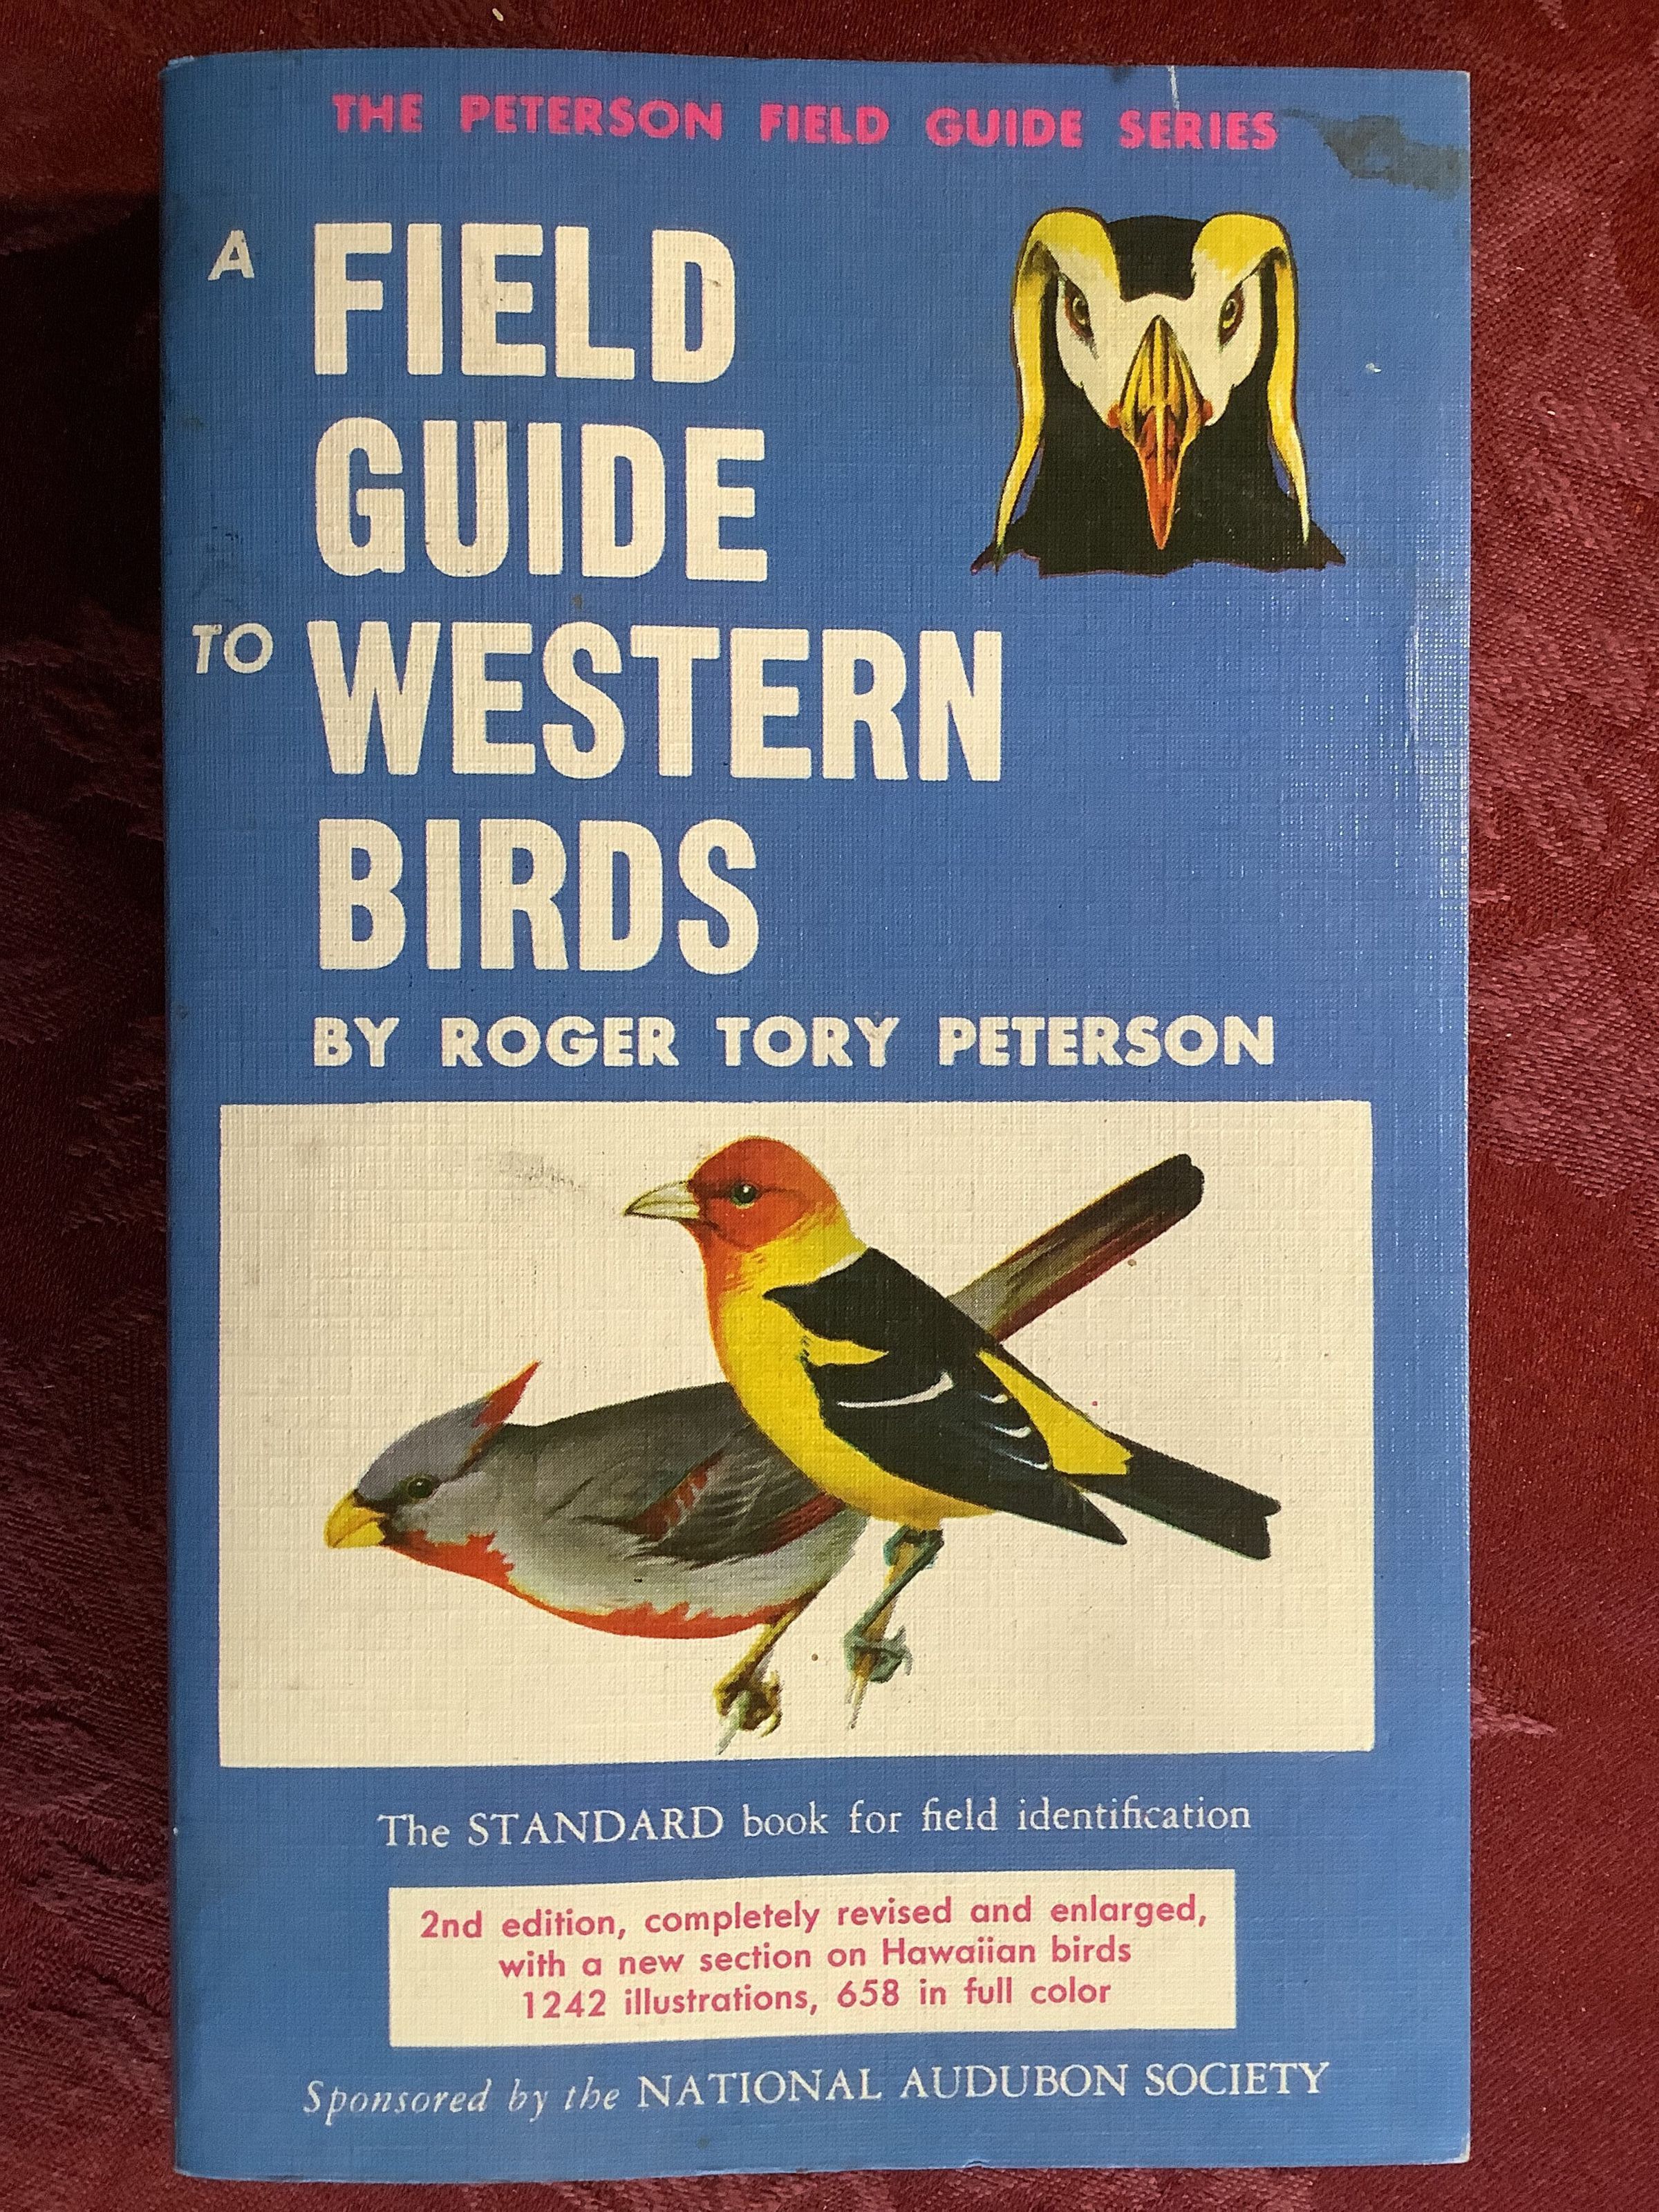 THE PETERSON FIELD GUIDE SERIES
A FIELD
GUIDE
TO WESTERN
BIRDS
BY ROGER TORY PETERSON
The STANDARD book for field identification
2nd edition, completely revised and enlarged,
with a new section on Hawaiian birds
1242 illustrations, 658 in full color
Sponsored by the NATIONAL AUDUBON SOCIETY